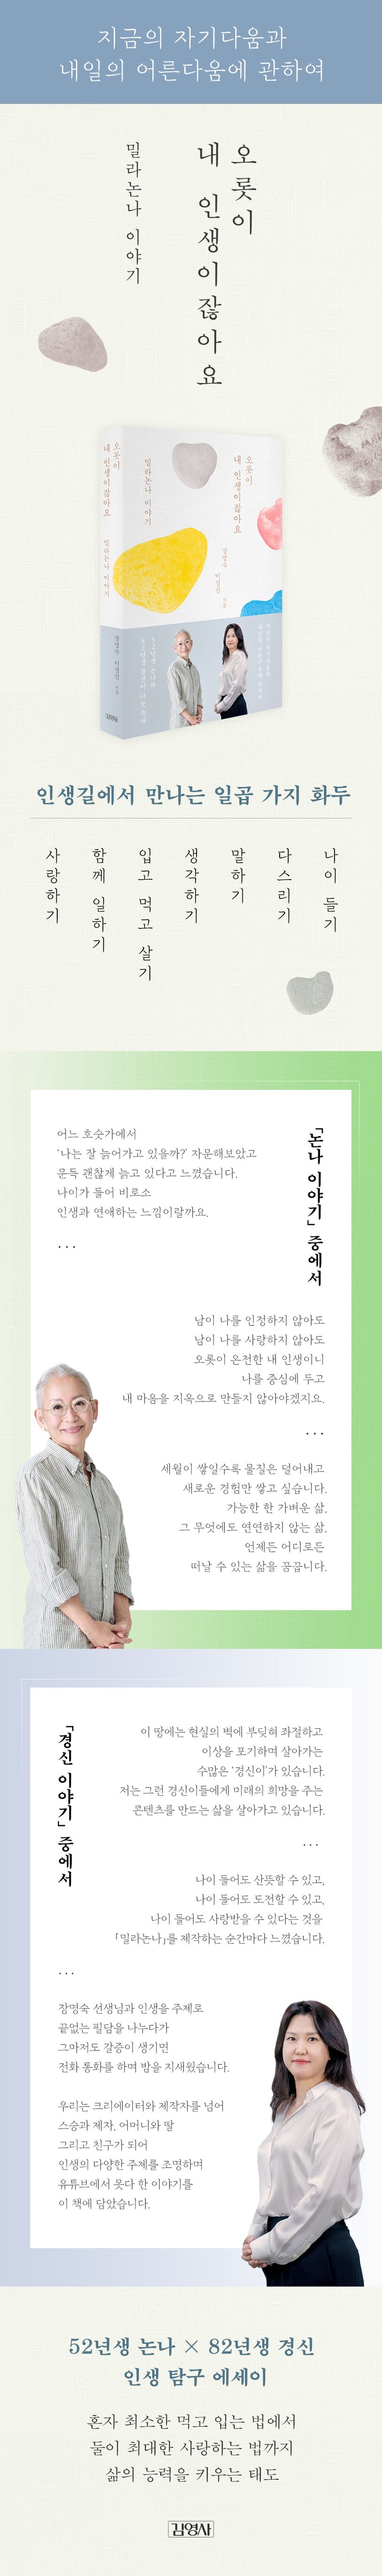 지금의 자기다움과
내일의 어른다움에 관하여
오롯이
내 인생이잖아요
밀라논나 이야기
오롯이
내 인생이잖아요
밀라논나 이야기
장명숙 이경신 지음
김영사
오롯이
내 인생이잖아요
밀라논나 이야기
장명숙
이경신 지음
인생길에서 만나는 일곱 가지 화두
나이 들기
다스리기
말하기
생각하기
입고 먹고 살기
함께 일하기
사랑하기
「논나 이야기」 중에서
어느 호숫가에서
‘나는 잘 늙어가고 있을까?’ 자문해보았고
문득 괜찮게 늙고 있다고 느꼈습니다.
나이가 들어 비로소
인생과 연애하는 느낌이랄까요.
...
남이 나를 인정하지 않아도
남이 나를 사랑하지 않아도
오롯이 온전한 내 인생이니
나를 중심에 두고
내 마음을 지옥으로 만들지 않아야겠지요.
...
세월이 쌓일수록 물질은 덜어내고
새로운 경험만 쌓고 싶습니다.
가능한 한 가벼운 삶,
그 무엇에도 연연하지 않는 삶,
언제든 어디로든
떠날 수 있는 삶을 꿈꿉니다.
「경신 이야기」 중에서
이 땅에는 현실의 벽에 부딪혀 좌절하고
이상을 포기하며 살아가는
수많은 ‘경신이’가 있습니다.
저는 그런 경신이들에게 미래의 희망을 주는
콘텐츠를 만드는 삶을 살아가고 있습니다.
...
나이 들어도 산뜻할 수 있고,
나이 들어도 도전할 수 있고,
나이 들어도 사랑받을 수 있다는 것을
「밀라논나」를 제작하는 순간마다 느꼈습니다.
...
장명숙 선생님과 인생을 주제로
끝없는 필담을 나누다가
그마저도 갈증이 생기면
전화 통화를 하며 밤을 지새웠습니다.
우리는 크리에이터와 제작자를 넘어
스승과 제자, 어머니와 딸
그리고 친구가 되어
인생의 다양한 주제를 조명하며
유튜브에서 못다 한 이야기를
이 책에 담았습니다.
52년생 논나 × 82년생 경신
인생 탐구 에세이
혼자 최소한 먹고 입는 법에서
둘이 최대한 사랑하는 법까지
삶의 능력을 키우는 태도
김영사